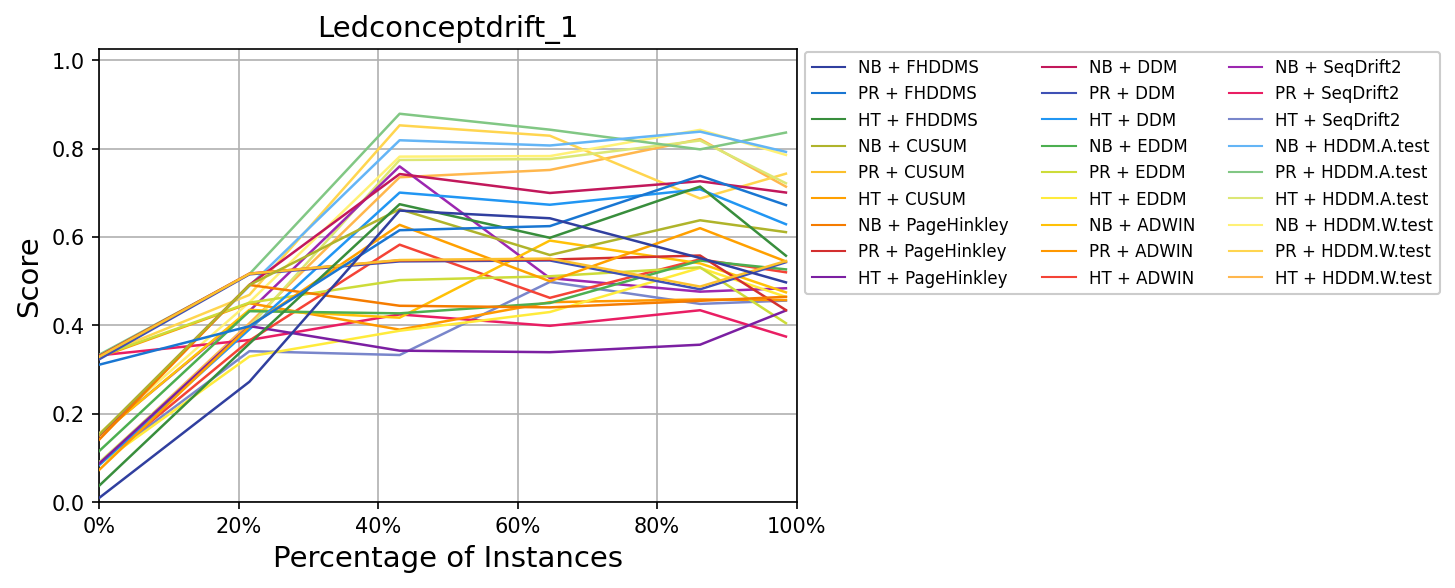 Ledconceptdrift_1
Score
1.0
0.8
0.6
0.4
0.2
0.0
0%
20%
40%
60%
80%
100%
Percentage of Instances
NB + FHDDMS
PR + FHDDMS
HT + FHDDMS
NB + CUSUM
PR + CUSUM
HT + CUSUM
NB + PageHinkley
PR + PageHinkley
HT + PageHinkley
NB + DDM
PR + DDM
HT + DDM
NB + EDDM
PR + EDDM
HT + EDDM
NB + ADWIN
PR + ADWIN
HT + ADWIN
NB + SeqDrift2
PR + SeqDrift2
HT + SeqDrift2
NB + HDDM.A.test
PR + HDDM.A.test
HT + HDDM.A.test
NB + HDDM.W.test
PR + HDDM.W.test
HT + HDDM.W.test